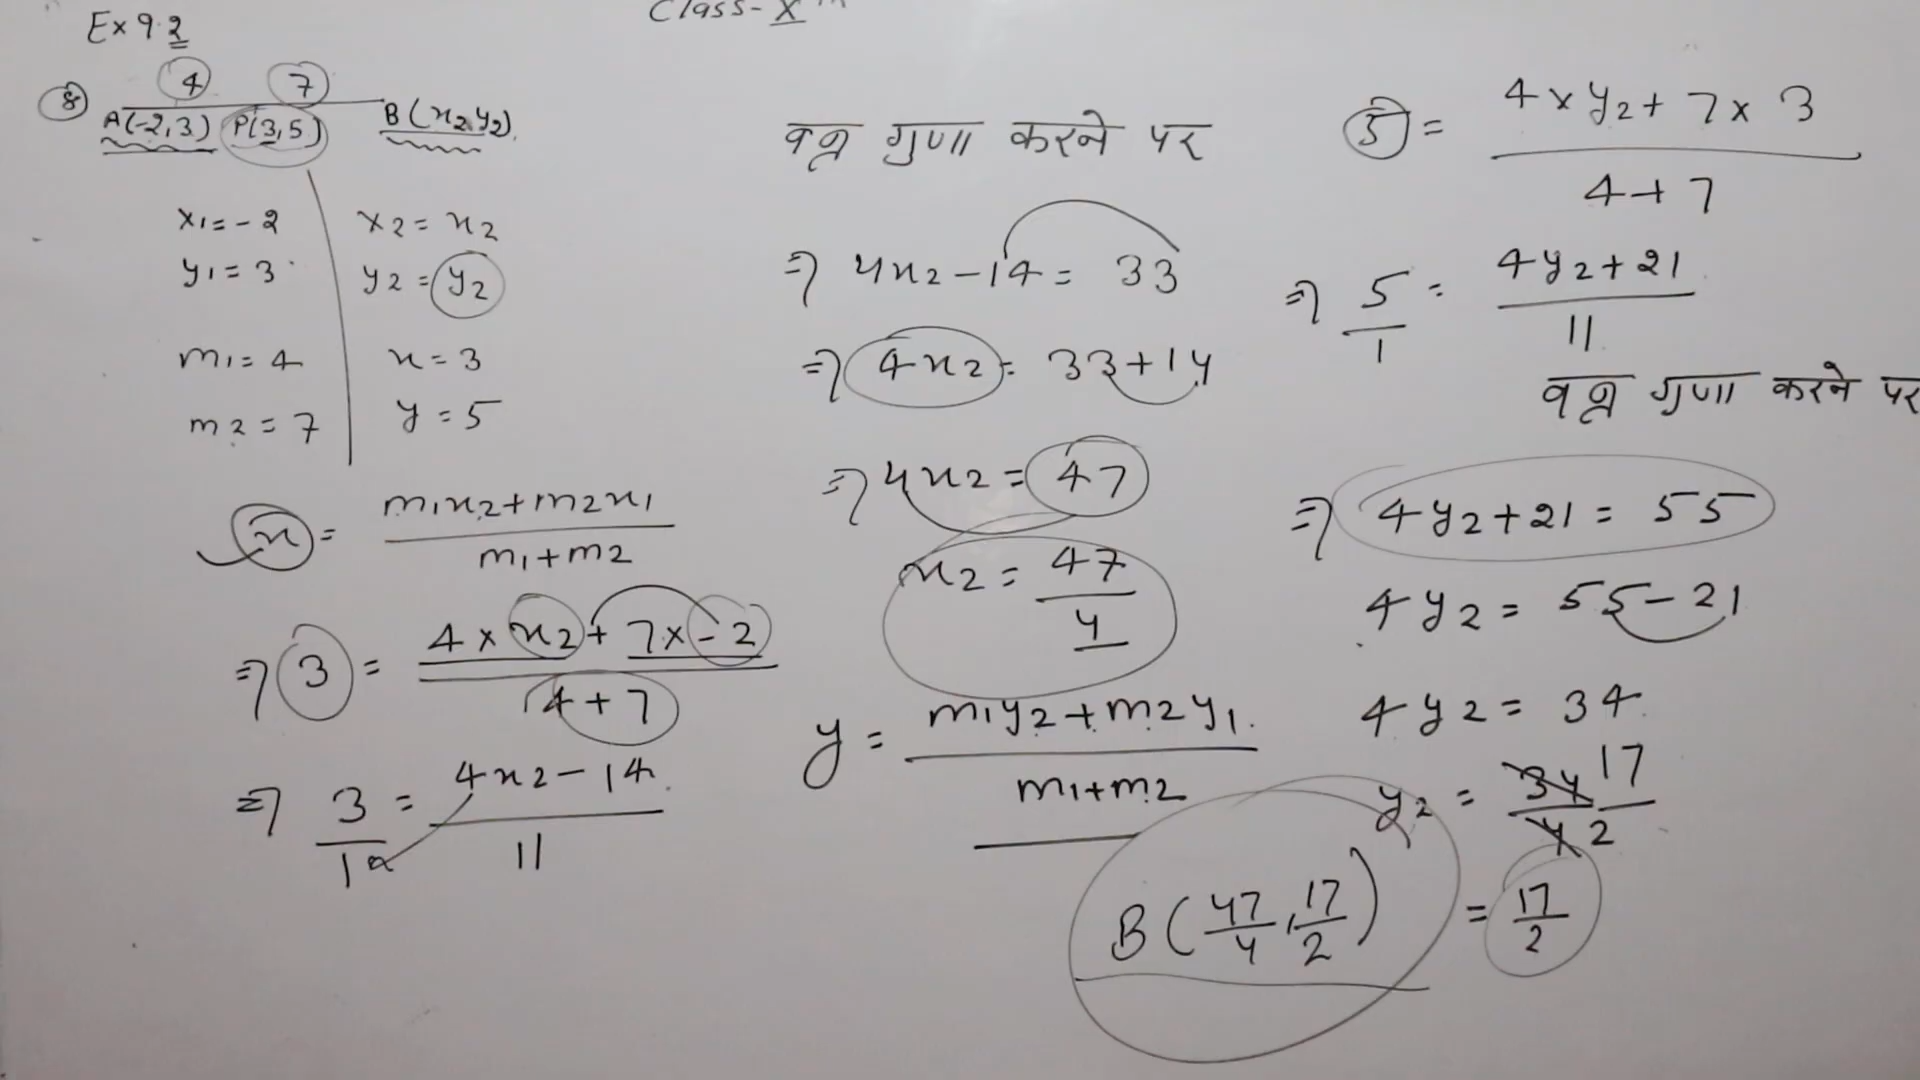 Class-X
Ex 9.2
4 7
8 A(-2,3) P(3,5) B(x2,y2)
x1=-2 x2=x2
y1=3 y2=y2
m1=4 x=3
m2=7 y=5
x= m1x2+m2x1 / m1+m2
⇒ 3 = 4×x2+7×-2 / 4+7
⇒ 3/1 = 4x2-14 / 11
वज्र गुणा करने पर
⇒ 4x2-14= 33
⇒ 4x2= 33+14
⇒ 4x2=47
x2= 47/4
y= m1y2+m2y1 / m1+m2
5= 4×y2+7×3 / 4+7
⇒ 5/1 = 4y2+21 / 11
वज्र गुणा करने पर
⇒ 4y2+21= 55
4y2= 55-21
4y2= 34
y2= 34 17 / 4 2
= 17/2
B(47/4,17/2)